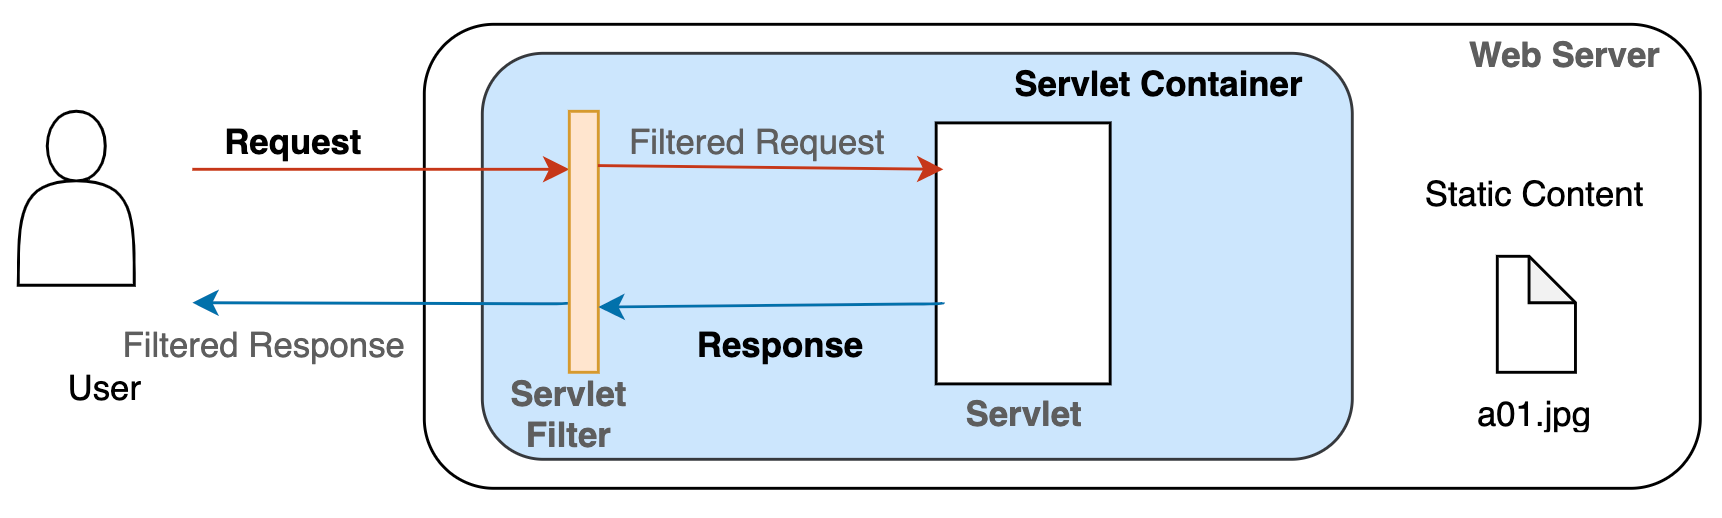 Web Server
Servlet Container
Request
Filtered Request
Static Content
Filtered Response
Response
User
Servlet
Filter
Servlet
a01.jpg